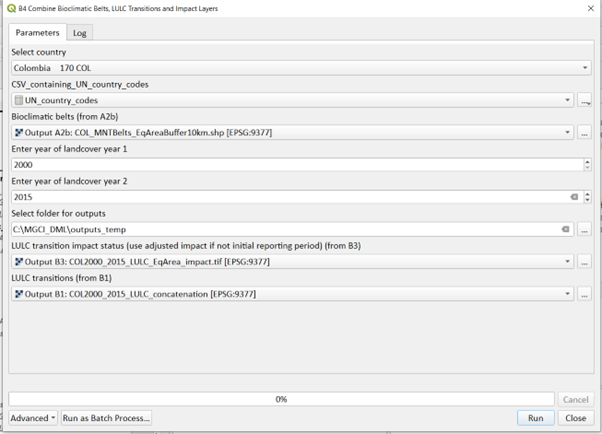 B4 Combine Bioclimatic Belts, LULC Transitions and Impact Layers
Parameters Log
Select country
Colombia 170 COL
CSV_containing_UN_country_codes
UN_country_codes
...
Bioclimatic belts (from A2b)
Output A2b: COL_MNTBelts_EqAreaBuffer10km.shp [EPSG:9377]
...
Enter year of landcover year 1
2000
Enter year of landcover year 2
2015
Select folder for outputs
C:\MGCI_DML\outputs_temp
...
LULC transition impact status (use adjusted impact if not initial reporting period) (from B3)
Output B3: COL2000_2015_LULC_EqArea_impact.tif [EPSG:9377]
...
LULC transitions (from B1)
Output B1: COL2000_2015_LULC_concatenation [EPSG:9377]
...
0%
Cancel
Advanced Run as Batch Process... Run Close